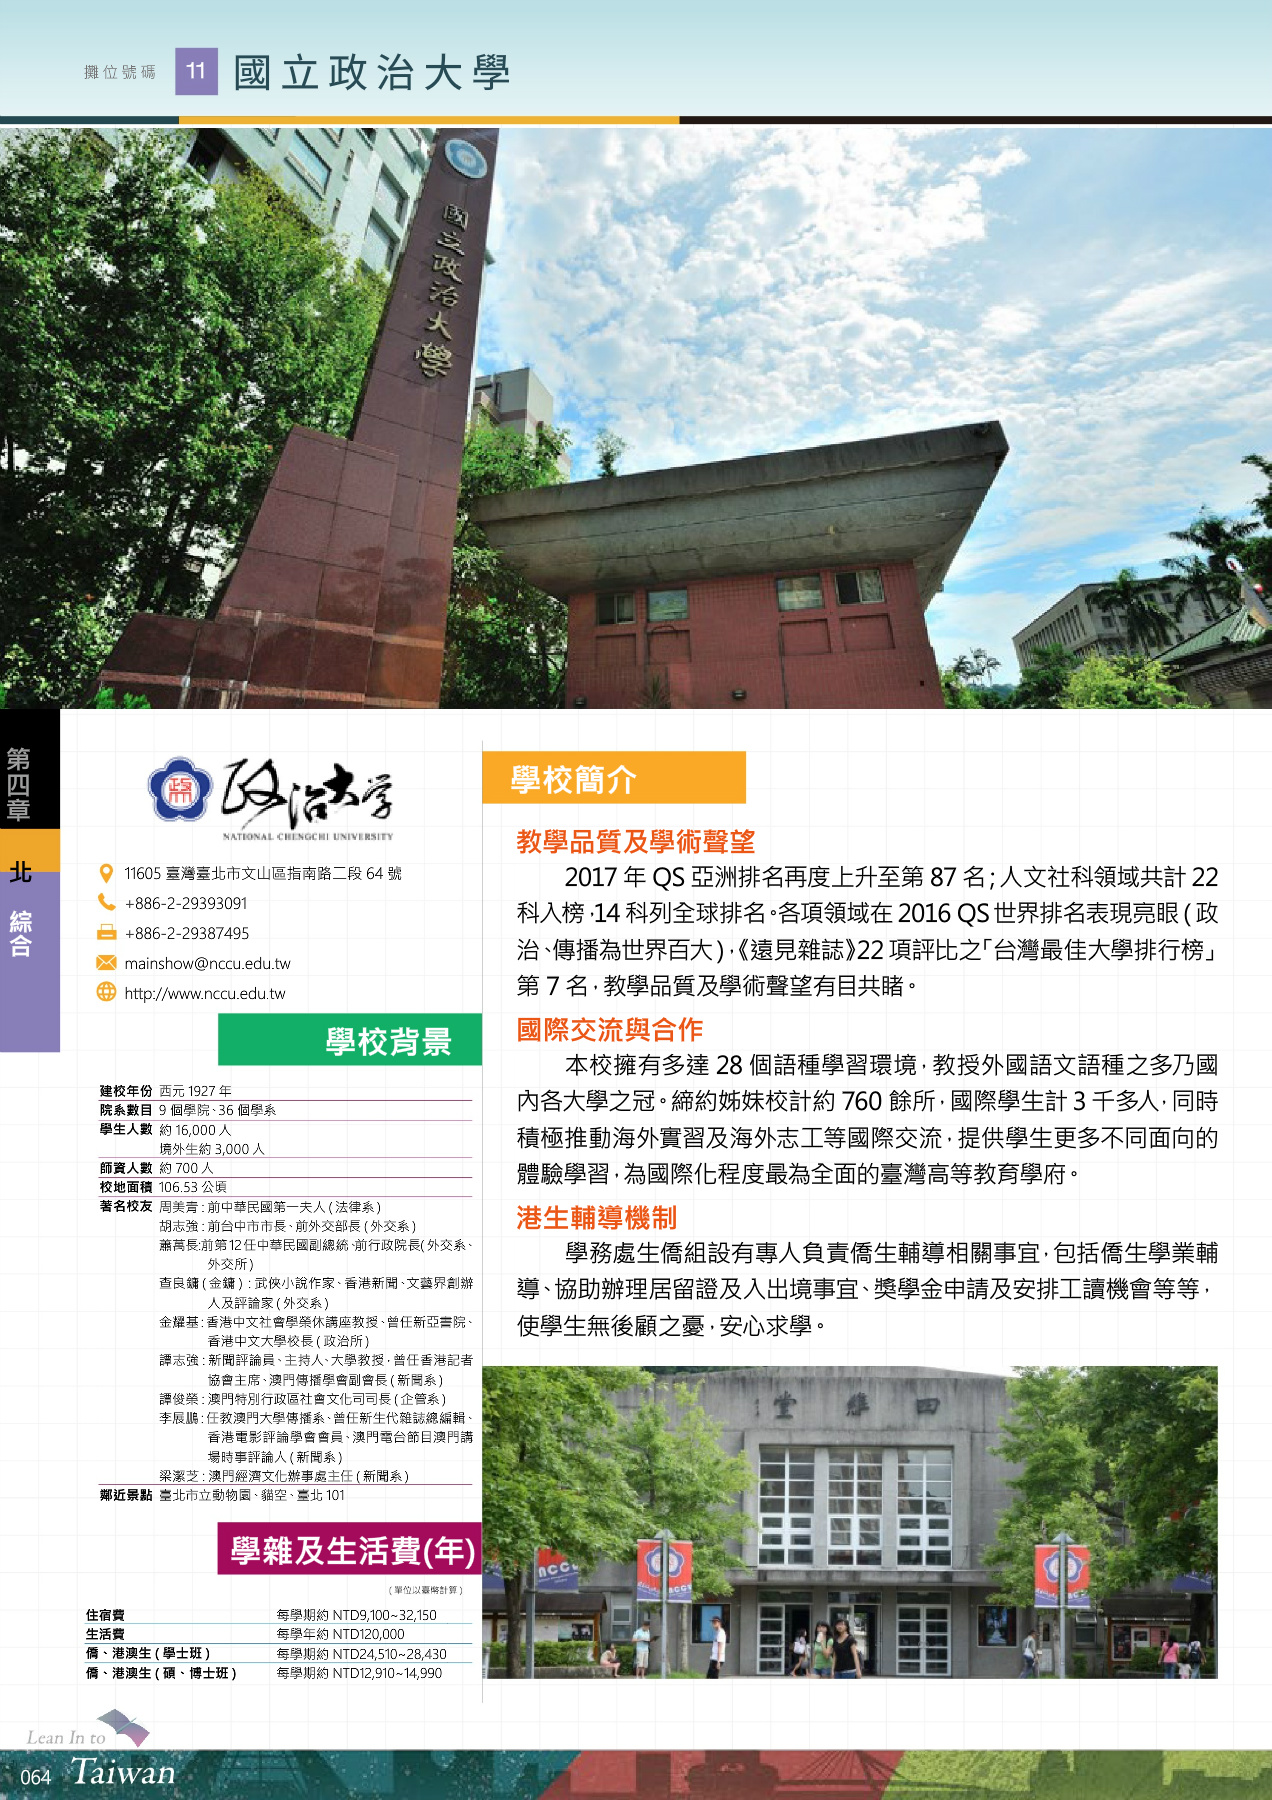 攤位號碼 11 國立政治大學
國立政治大學
第四章
北
綜合
政治大学
NATIONAL CHENGCHI UNIVERSITY
11605 臺灣臺北市文山區指南路二段 64 號
+886-2-29393091
+886-2-29387495
mainshow@nccu.edu.tw
http://www.nccu.edu.tw
學校背景
建校年份 西元 1927 年
院系數目 9 個學院、36 個學系
學生人數 約 16,000 人
境外生約 3,000 人
師資人數 約 700 人
校地面積 106.53 公頃
著名校友 周美青：前中華民國第一夫人 ( 法律系 )
胡志強：前台中市市長、前外交部長 ( 外交系 )
蕭萬長:前第12任中華民國副總統、前行政院長( 外交系、
外交所 )
查良鏞 ( 金鏞 )：武俠小說作家、香港新聞、文藝界創辦
人及評論家 ( 外交系 )
金耀基：香港中文社會學榮休講座教授、曾任新亞書院、
香港中文大學校長 ( 政治所 )
譚志強：新聞評論員、主持人、大學教授，曾任香港記者
協會主席、澳門傳播學會副會長 ( 新聞系 )
譚俊榮：澳門特別行政區社會文化司司長 ( 企管系 )
李展鵬：任教澳門大學傳播系、曾任新生代雜誌總編輯、
香港電影評論學會會員、澳門電台節目澳門講
場時事評論人 ( 新聞系 )
梁潔芝：澳門經濟文化辦事處主任 ( 新聞系 )
鄰近景點 臺北市立動物園、貓空、臺北 101
學雜及生活費(年)
( 單位以臺幣計算 )
住宿費 每學期約 NTD9,100~32,150
生活費 每學年約 NTD120,000
僑、港澳生 ( 學士班 ) 每學期約 NTD24,510~28,430
僑、港澳生 ( 碩、博士班 ) 每學期約 NTD12,910~14,990
學校簡介
教學品質及學術聲望
2017 年 QS 亞洲排名再度上升至第 87 名；人文社科領域共計 22
科入榜，14 科列全球排名。各項領域在 2016 QS 世界排名表現亮眼 ( 政
治、傳播為世界百大 )，《遠見雜誌》22 項評比之「台灣最佳大學排行榜」
第 7 名，教學品質及學術聲望有目共睹。
國際交流與合作
本校擁有多達 28 個語種學習環境，教授外國語文語種之多乃國
內各大學之冠。締約姊妹校計約 760 餘所，國際學生計 3 千多人，同時
積極推動海外實習及海外志工等國際交流，提供學生更多不同面向的
體驗學習，為國際化程度最為全面的臺灣高等教育學府。
港生輔導機制
學務處生僑組設有專人負責僑生輔導相關事宜，包括僑生學業輔
導、協助辦理居留證及入出境事宜、獎學金申請及安排工讀機會等等，
使學生無後顧之憂，安心求學。
堂維四
NCCU
Lean In to
Taiwan
064